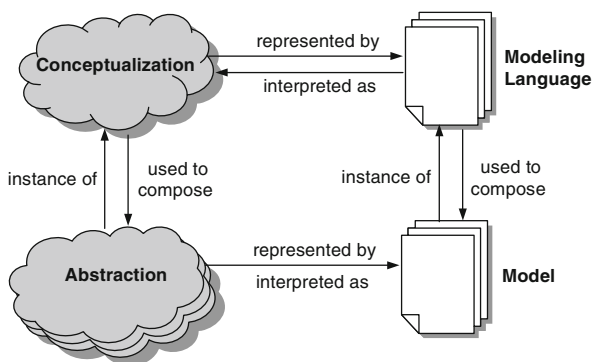 represented by
Conceptualization
interpreted as
Modeling
Language
instance of
used to
compose
instance of
used to
compose
represented by
Abstraction
interpreted as
Model